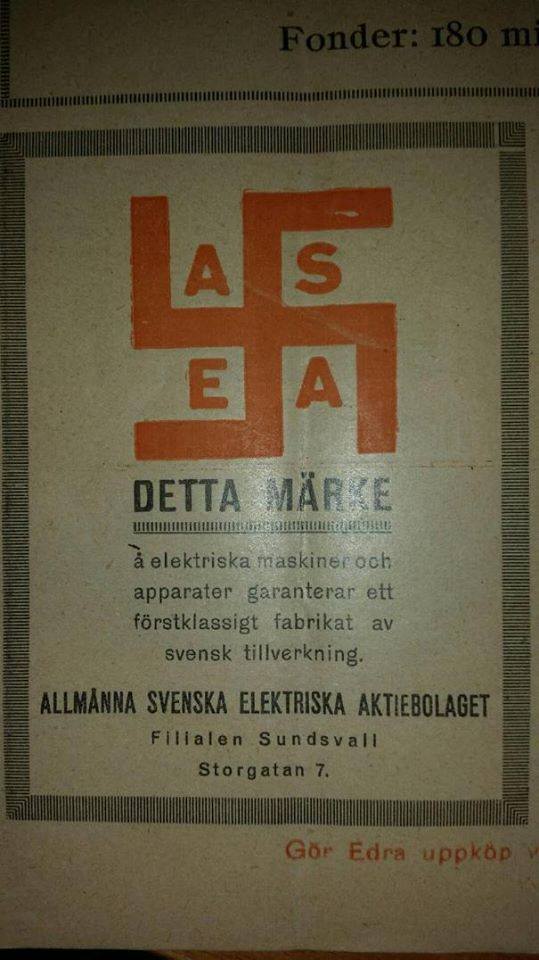 Fonder: 180 mi
A S
E A
DETTA MÄRKE
å elektriska maskiner och
apparater garanterar ett
förstklassigt fabrikat av
svensk tillverkning.
ALLMÄNNA SVENSKA ELEKTRISKA AKTIEBOLAGET
Filialen Sundsvall
Storgatan 7.
Gör Edra uppköp v